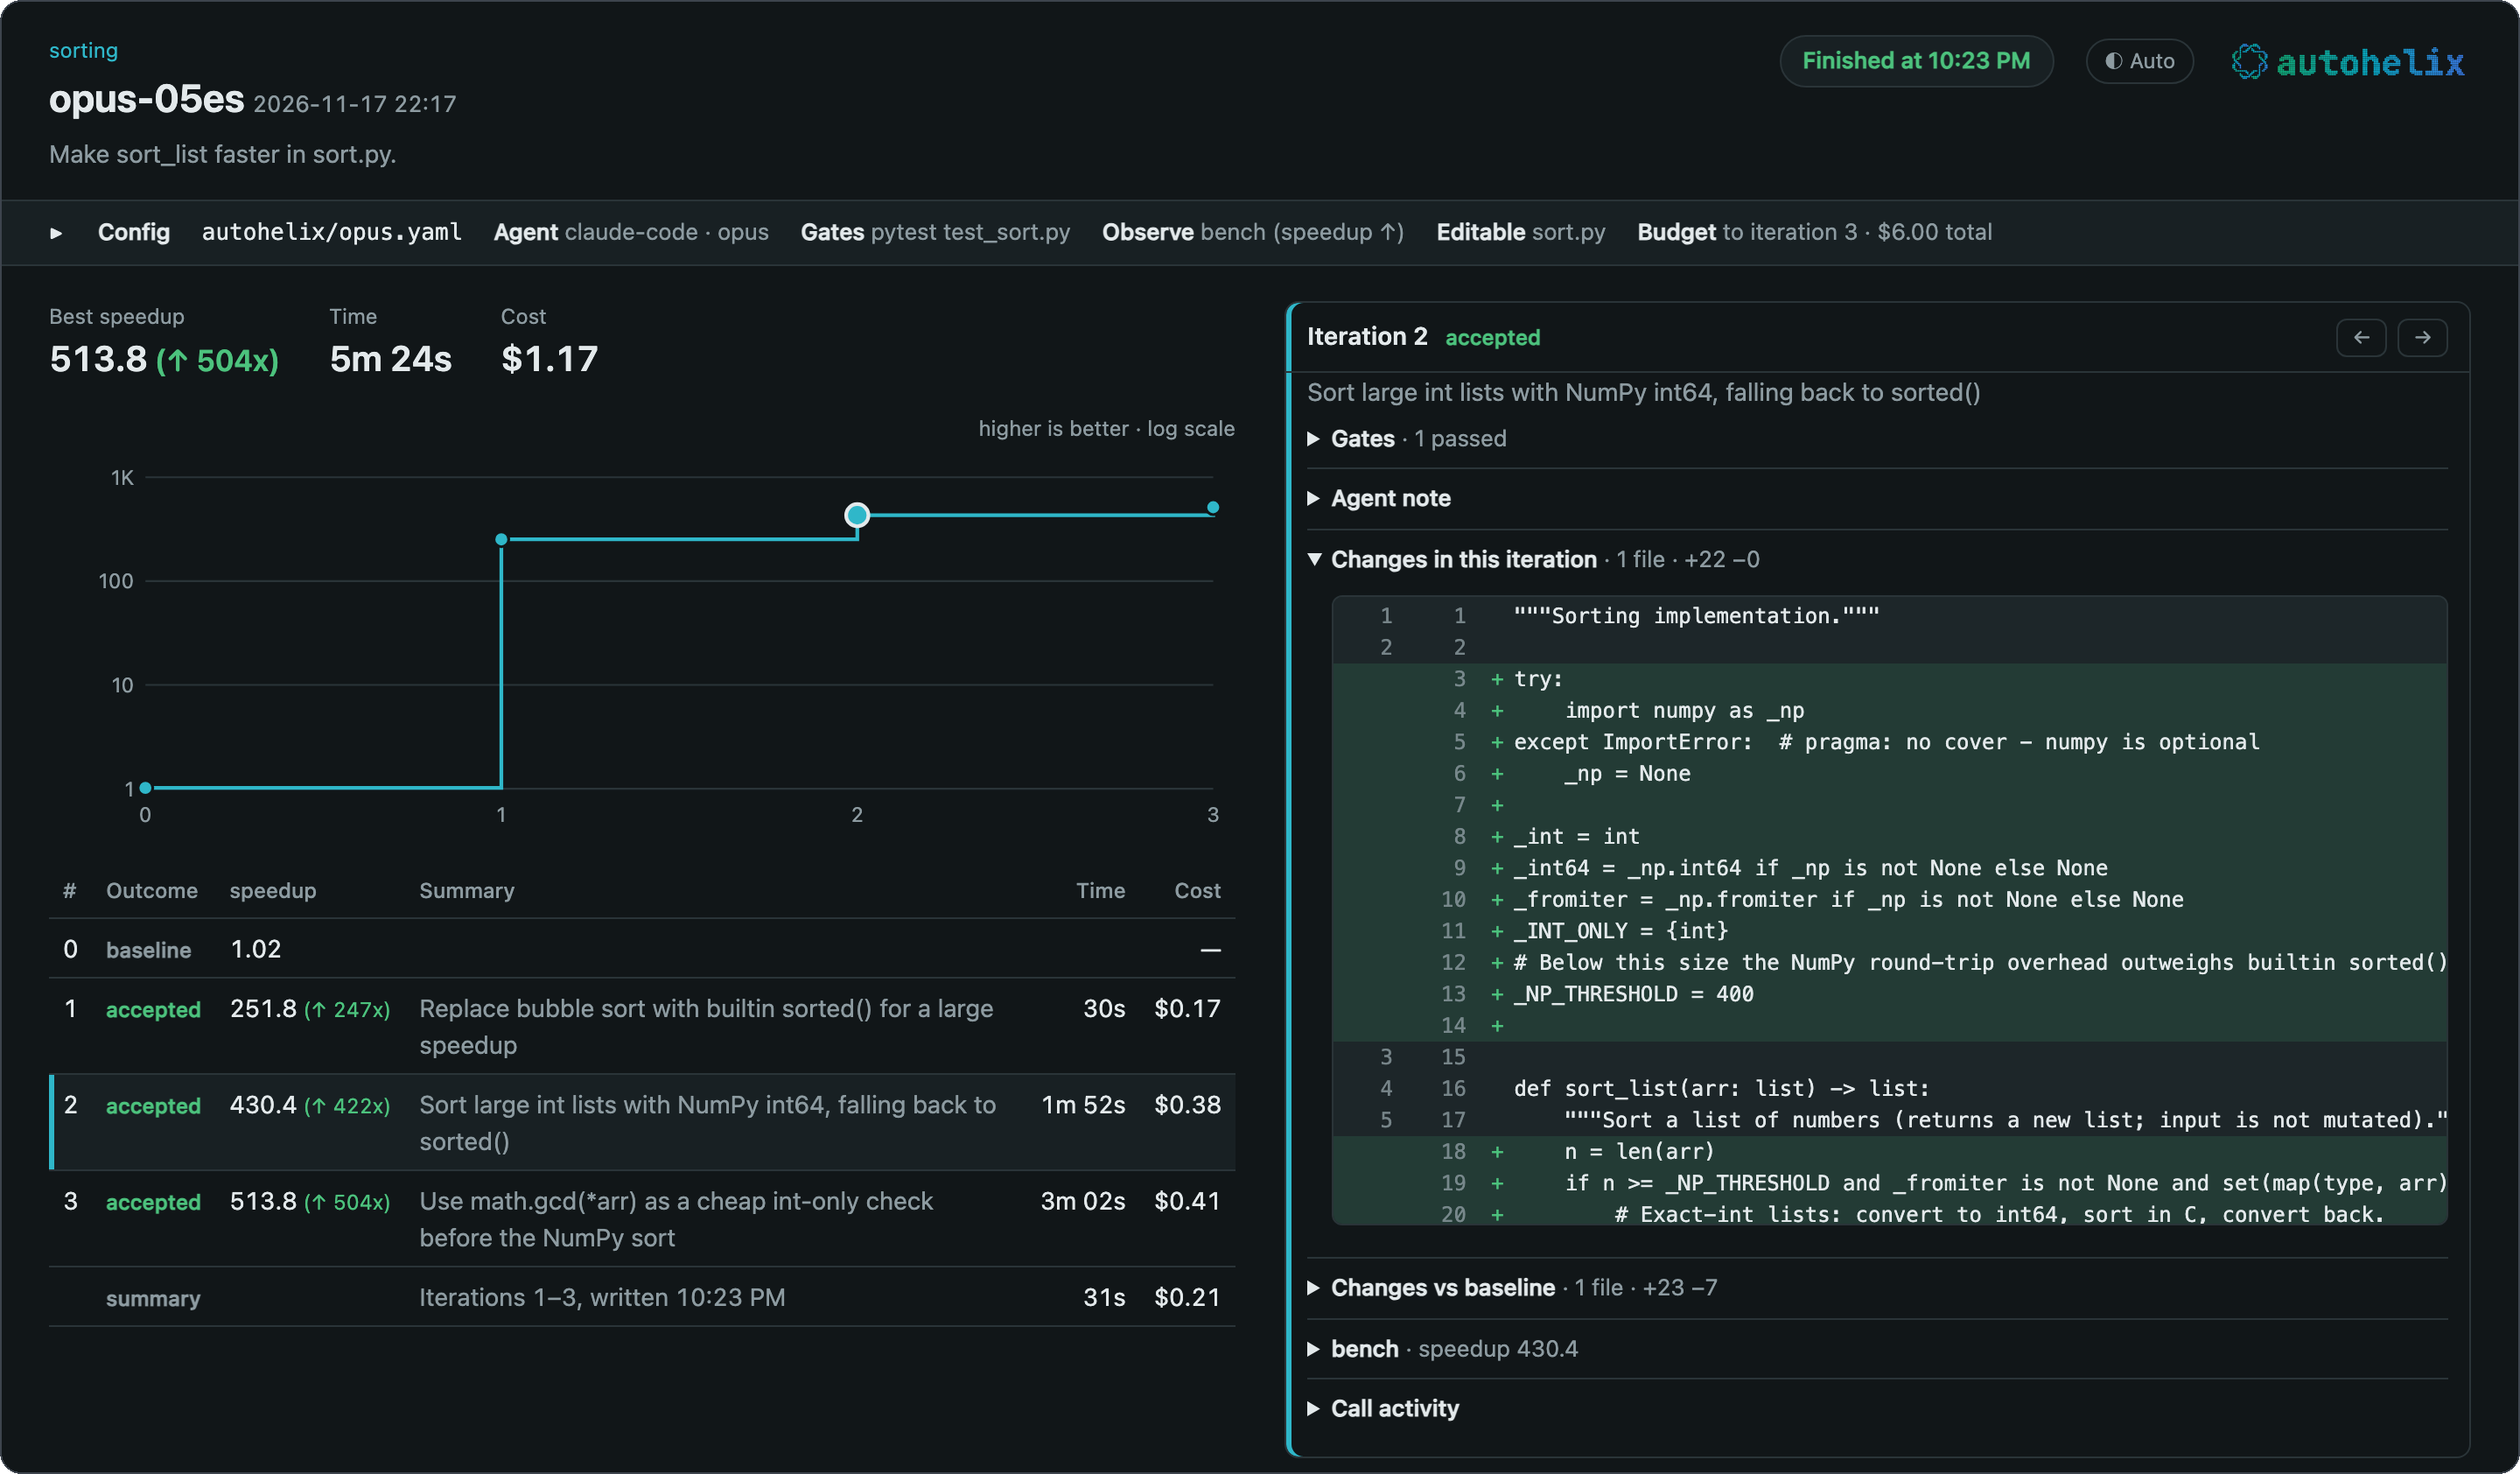 sorting
opus-05es 2026-11-17 22:17
Make sort_list faster in sort.py.
Finished at 10:23 PM
Auto
autohelix
Config autohelix/opus.yaml Agent claude-code · opus Gates pytest test_sort.py Observe bench (speedup ↑) Editable sort.py Budget to iteration 3 · $6.00 total
Best speedup Time Cost
513.8 (↑ 504x) 5m 24s $1.17
higher is better · log scale
1K
100
10
1
0 1 2 3
# Outcome speedup Summary Time Cost
0 baseline 1.02 —
1 accepted 251.8 (↑ 247x) Replace bubble sort with builtin sorted() for a large 30s $0.17
speedup
2 accepted 430.4 (↑ 422x) Sort large int lists with NumPy int64, falling back to 1m 52s $0.38
sorted()
3 accepted 513.8 (↑ 504x) Use math.gcd(*arr) as a cheap int-only check 3m 02s $0.41
before the NumPy sort
summary Iterations 1–3, written 10:23 PM 31s $0.21
Iteration 2 accepted
← →
Sort large int lists with NumPy int64, falling back to sorted()
Gates · 1 passed
Agent note
Changes in this iteration · 1 file · +22 −0
1 1 """Sorting implementation."""
2 2
3 + try:
4 +     import numpy as _np
5 + except ImportError:  # pragma: no cover - numpy is optional
6 +     _np = None
7 +
8 + _int = int
9 + _int64 = _np.int64 if _np is not None else None
10 + _fromiter = _np.fromiter if _np is not None else None
11 + _INT_ONLY = {int}
12 + # Below this size the NumPy round-trip overhead outweighs builtin sorted()
13 + _NP_THRESHOLD = 400
14 +
3 15
4 16 def sort_list(arr: list) -> list:
5 17     """Sort a list of numbers (returns a new list; input is not mutated)."
18 +     n = len(arr)
19 +     if n >= _NP_THRESHOLD and _fromiter is not None and set(map(type, arr)
20 +         # Exact-int lists: convert to int64, sort in C, convert back.
Changes vs baseline · 1 file · +23 −7
bench · speedup 430.4
Call activity